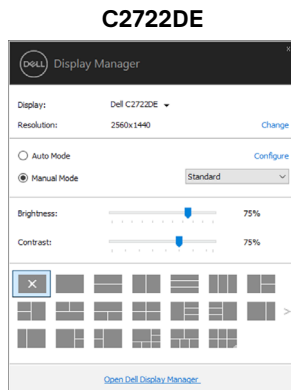 C2722DE
x
DELL Display Manager
Display: Dell C2722DE
Resolution: 2560x1440 Change
Auto Mode Configure
Manual Mode Standard
Brightness: 75%
Contrast: 75%
Open Dell Display Manager